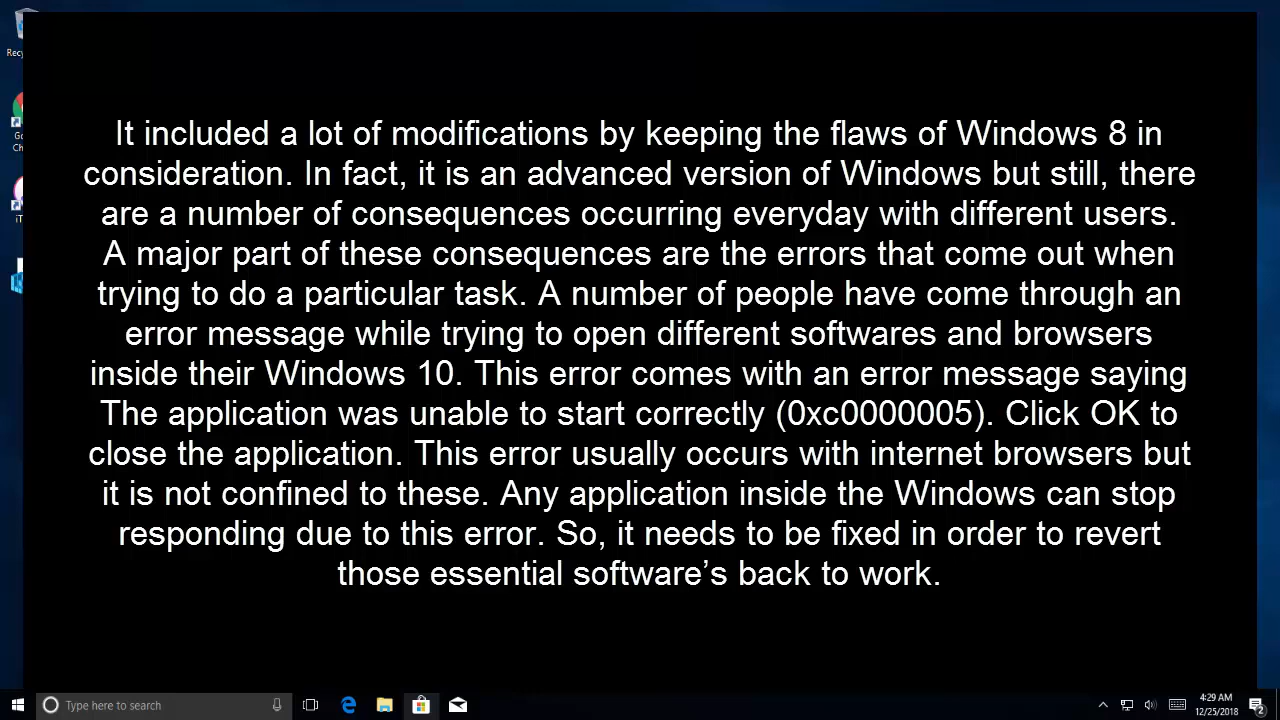 Recy
It included a lot of modifications by keeping the flaws of Windows 8 in
consideration. In fact, it is an advanced version of Windows but still, there
are a number of consequences occurring everyday with different users.
A major part of these consequences are the errors that come out when
trying to do a particular task. A number of people have come through an
error message while trying to open different softwares and browsers
inside their Windows 10. This error comes with an error message saying
The application was unable to start correctly (0xc0000005). Click OK to
close the application. This error usually occurs with internet browsers but
it is not confined to these. Any application inside the Windows can stop
responding due to this error. So, it needs to be fixed in order to revert
those essential software’s back to work.
Go
Ch
iT
Type here to search
4:29 AM
12/25/2018
2